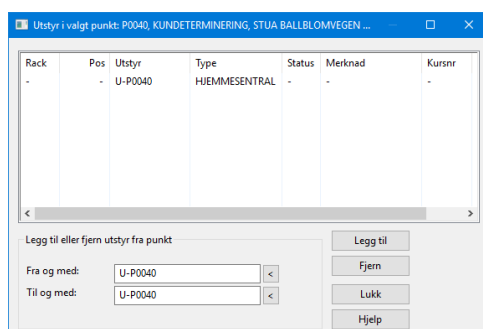 Utstyr i valgt punkt: P0040, KUNDETERMINERING, STUA BALLBLOMVEGEN ...
Rack Pos Utstyr Type Status Merknad Kursnr
- - U-P0040 HJEMMESENTRAL - - -
Legg til eller fjern utstyr fra punkt
Legg til
Fra og med: U-P0040 < Fjern
Til og med: U-P0040 < Lukk
Hjelp